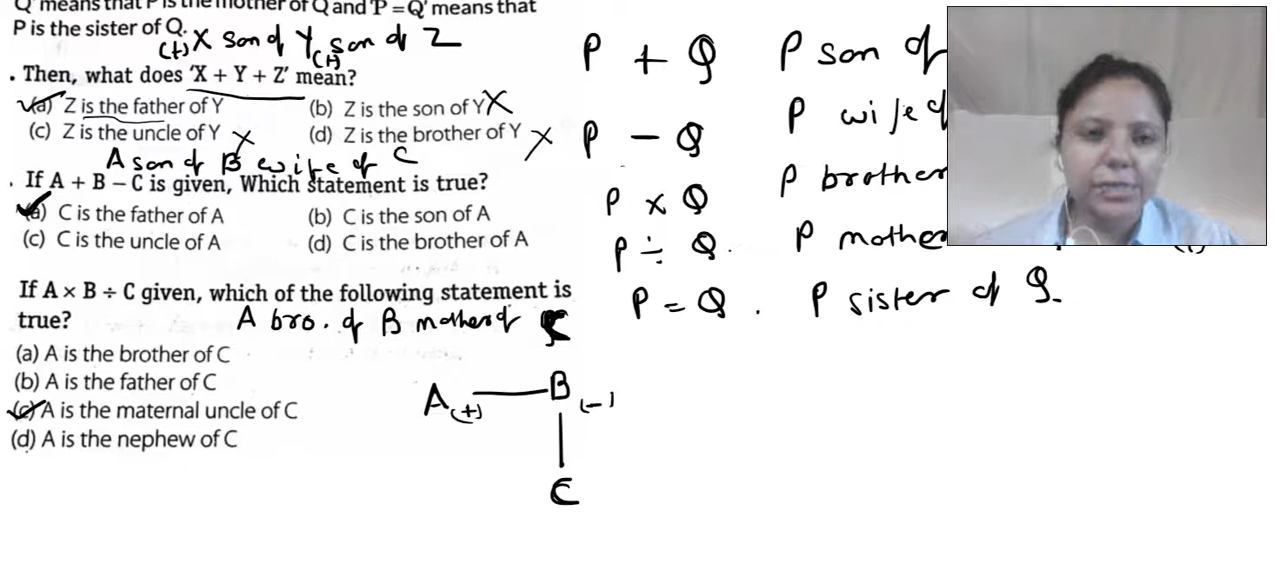 Q' means that P is the mother of Q and 'P = Q' means that
P is the sister of Q.
(+) X son of Y (+) son of Z
. Then, what does 'X + Y + Z' mean?
(a) Z is the father of Y (b) Z is the son of Y
(c) Z is the uncle of Y (d) Z is the brother of Y
A son of B wife of C
. If A + B – C is given, Which statement is true?
(a) C is the father of A (b) C is the son of A
(c) C is the uncle of A (d) C is the brother of A
If A × B ÷ C given, which of the following statement is
true? A bro. of B mother of
(a) A is the brother of C
(b) A is the father of C
(c) A is the maternal uncle of C
(d) A is the nephew of C
A (+) — B (-)
C
P + Q P son of
P − Q P wife of
P × Q P brother
P ÷ Q. P mothe
P = Q . P sister of Q.